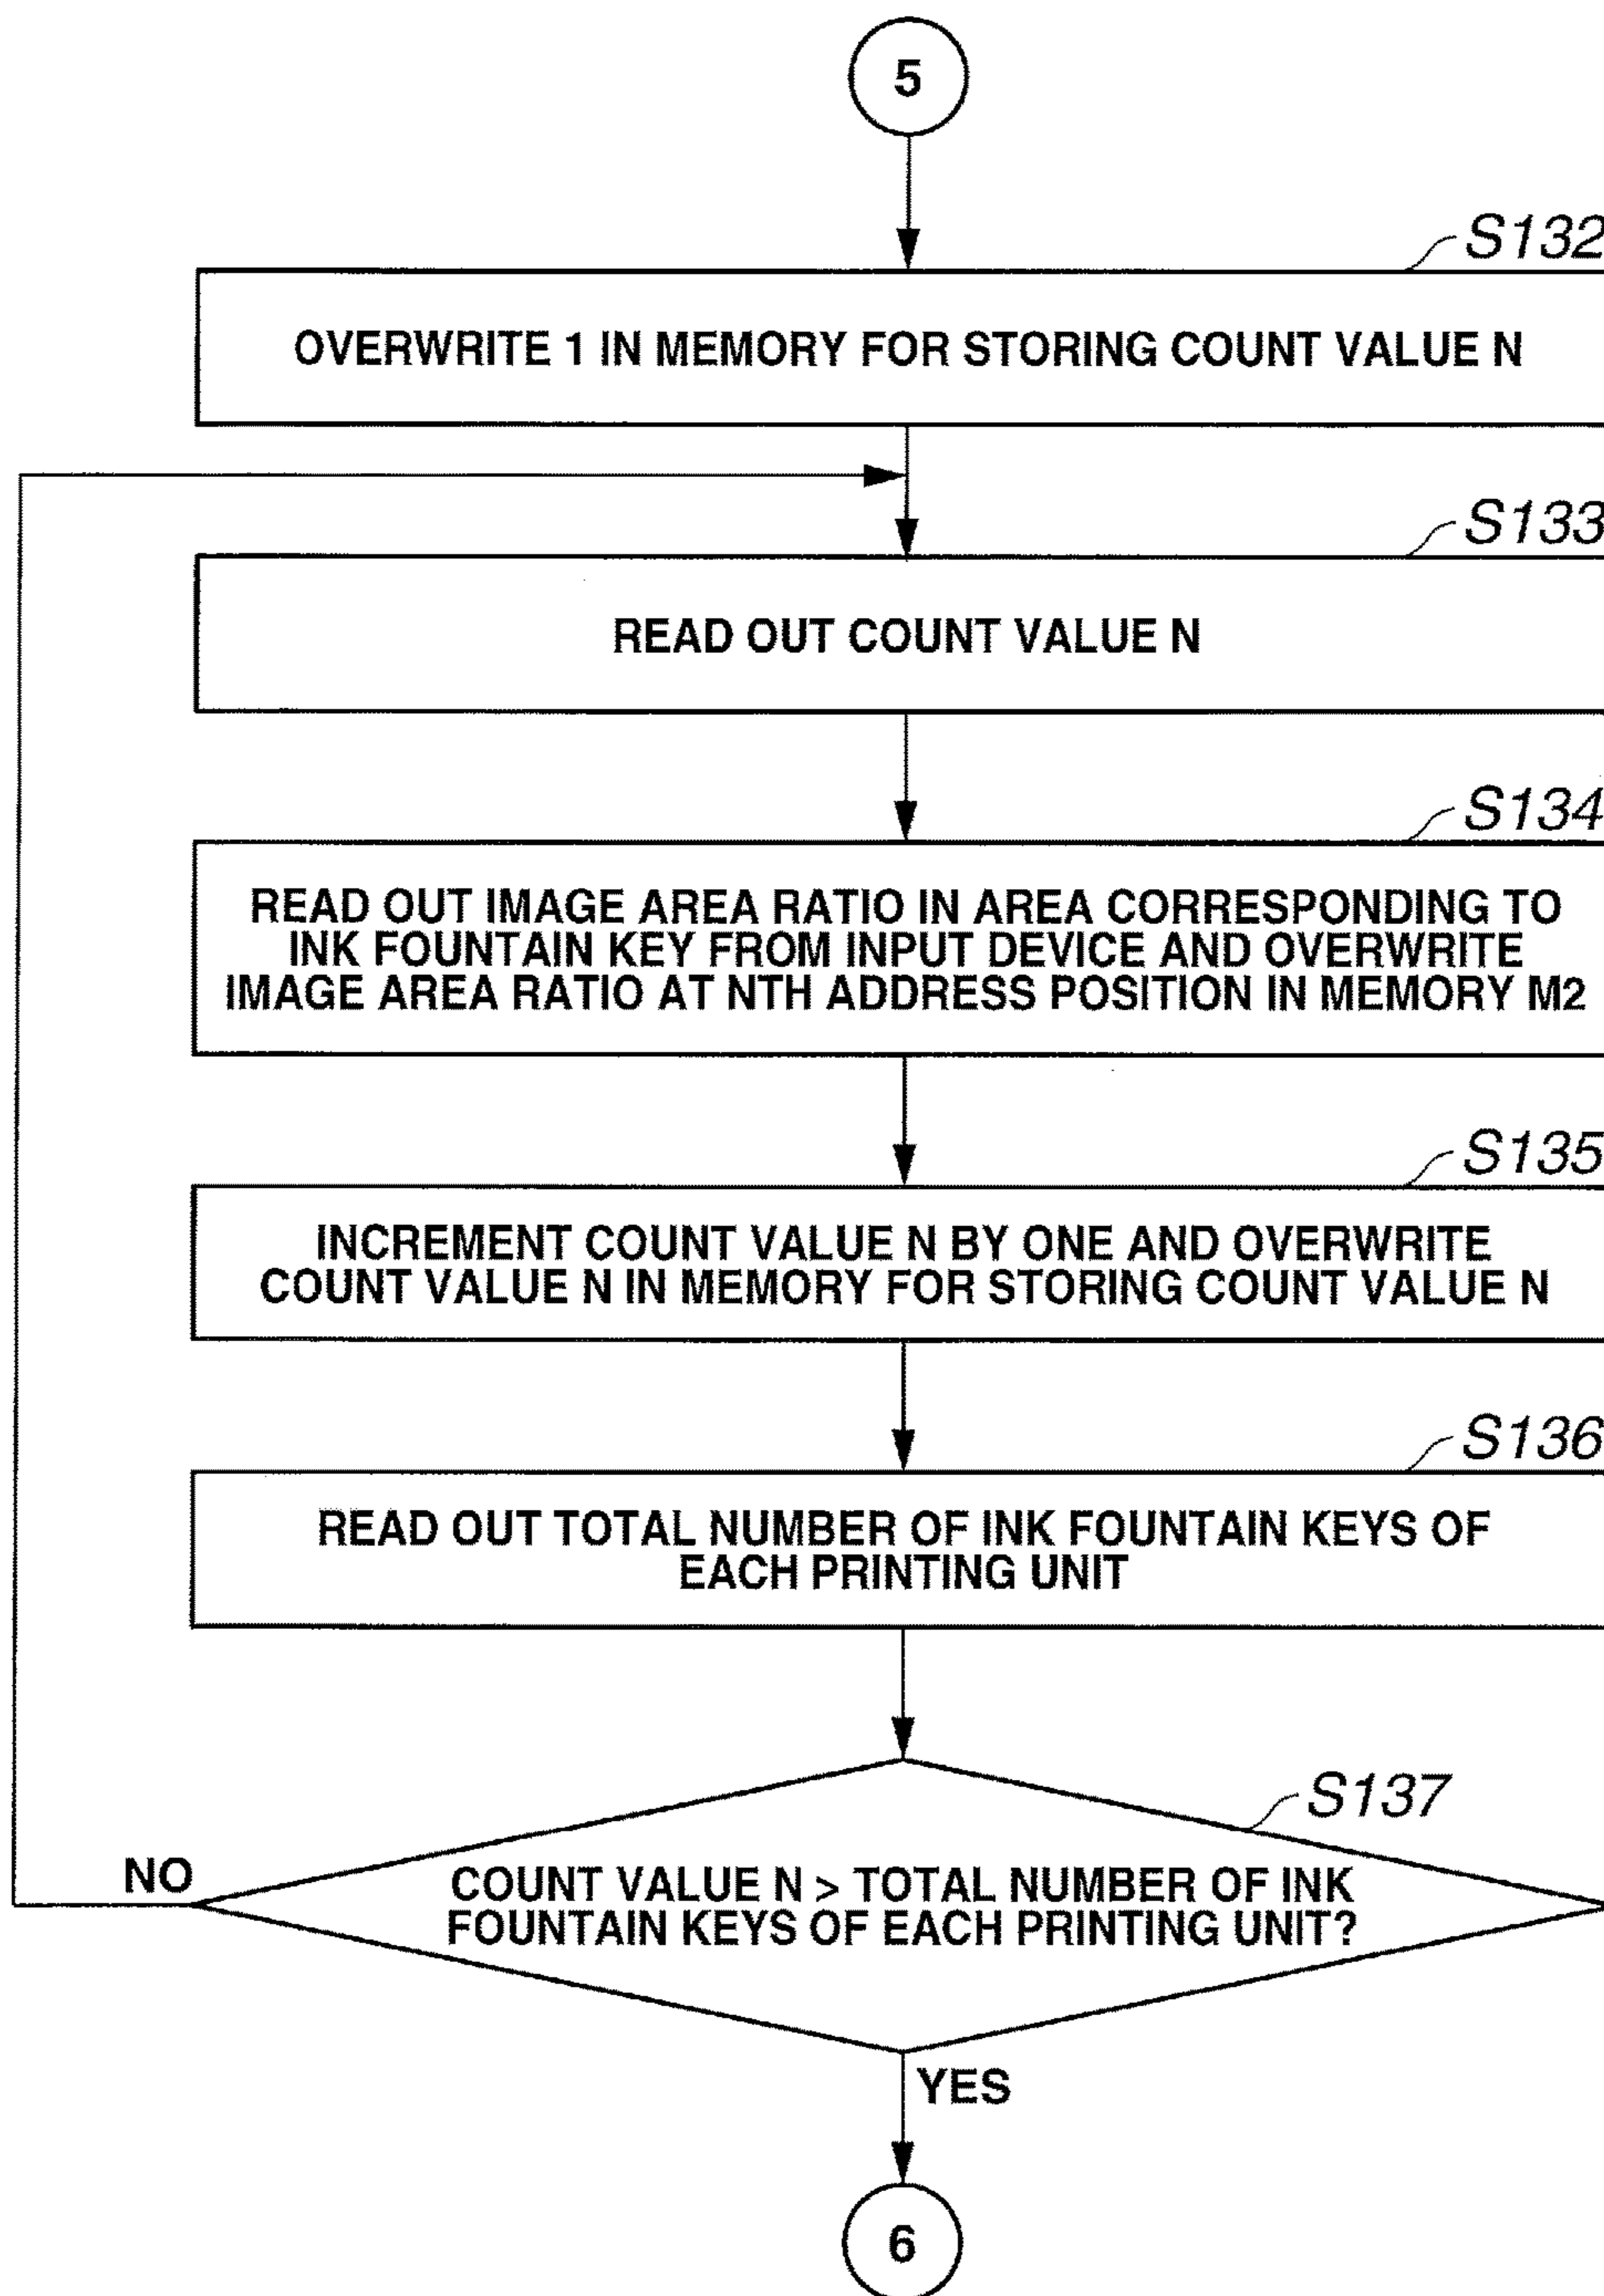 5
S132
OVERWRITE 1 IN MEMORY FOR STORING COUNT VALUE N
S133
READ OUT COUNT VALUE N
S134
READ OUT IMAGE AREA RATIO IN AREA CORRESPONDING TO
INK FOUNTAIN KEY FROM INPUT DEVICE AND OVERWRITE
IMAGE AREA RATIO AT NTH ADDRESS POSITION IN MEMORY M2
S135
INCREMENT COUNT VALUE N BY ONE AND OVERWRITE
COUNT VALUE N IN MEMORY FOR STORING COUNT VALUE N
S136
READ OUT TOTAL NUMBER OF INK FOUNTAIN KEYS OF
EACH PRINTING UNIT
S137
NO
COUNT VALUE N > TOTAL NUMBER OF INK
FOUNTAIN KEYS OF EACH PRINTING UNIT?
YES
6